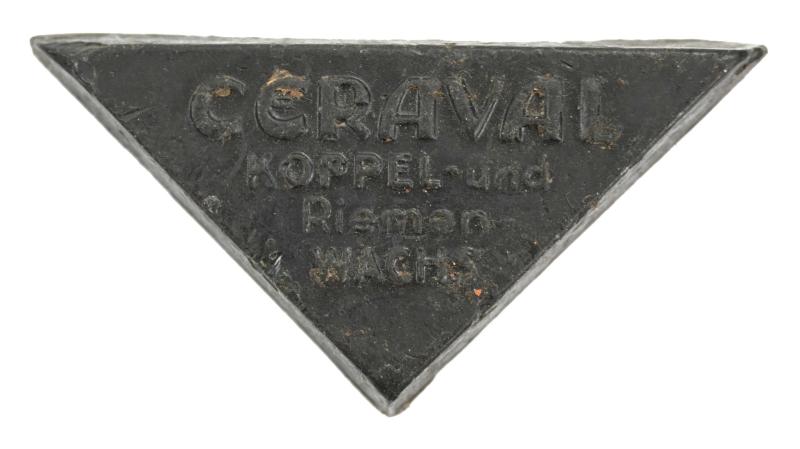 CERAVAL
KOPPEL-und
Riemen-
WACHS